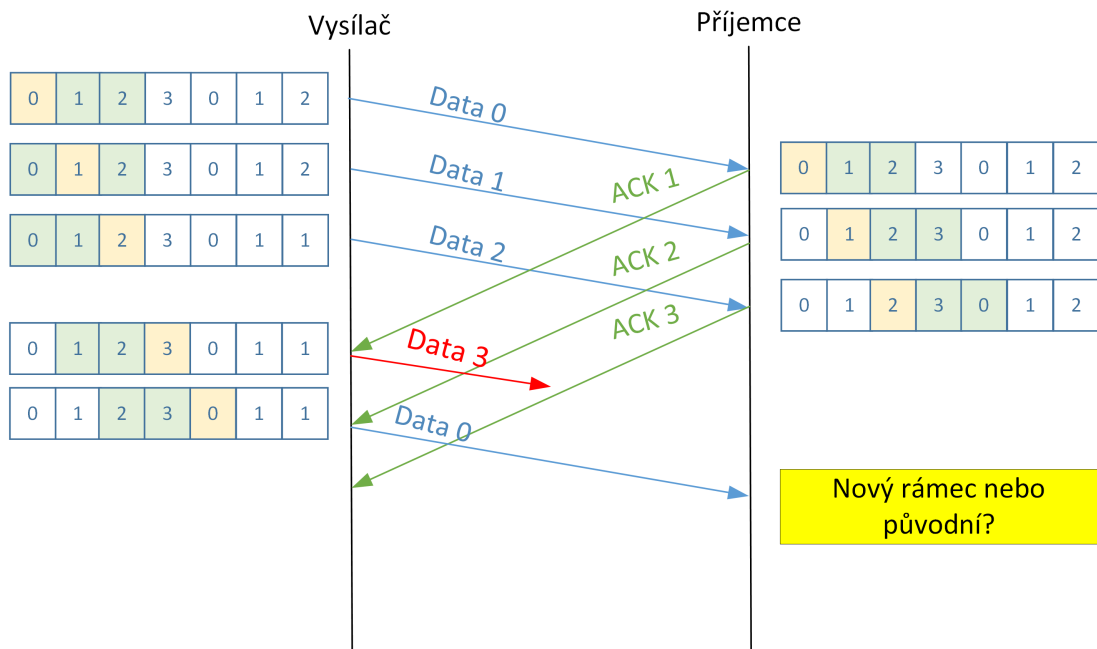 Vysílač
Příjemce
0 1 2 3 0 1 2
Data 0
0 1 2 3 0 1 2
Data 1
ACK 1
0 1 2 3 0 1 2
0 1 2 3 0 1 2
0 1 2 3 0 1 1
Data 2
ACK 2
0 1 2 3 0 1 2
0 1 2 3 0 1 1
Data 3
ACK 3
0 1 2 3 0 1 1
Data 0
Nový rámec nebo
původní?